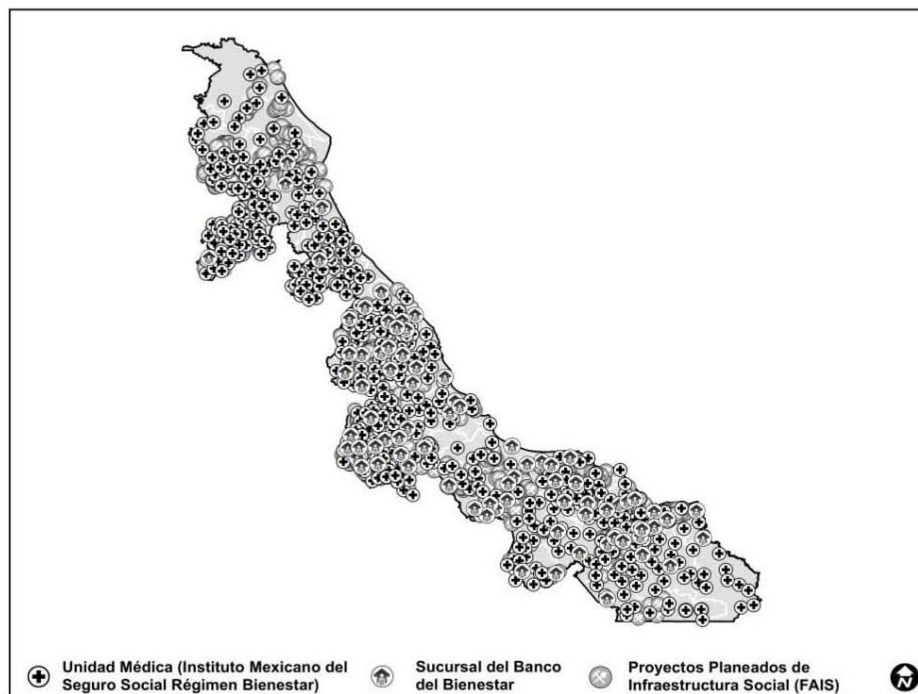 Unidad Médica (Instituto Mexicano del
Seguro Social Régimen Bienestar)
Sucursal del Banco
del Bienestar
Proyectos Planeados de
Infraestructura Social (FAIS)
N